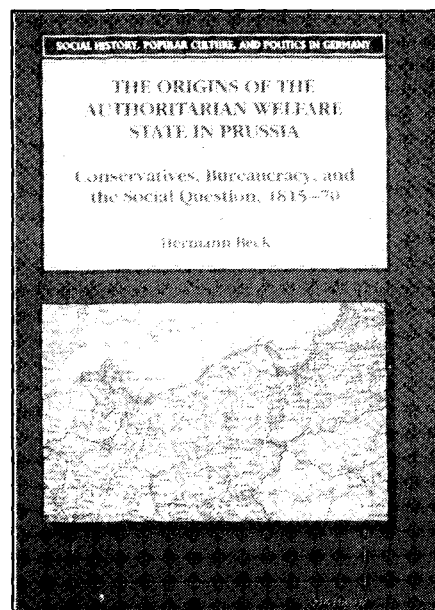 SOCIAL HISTORY, POPULAR CULTURE, AND POLITICS IN GERMANY
THE ORIGINS OF THE
AUTHORITARIAN WELFARE
STATE IN PRUSSIA
Conservatives, Bureaucracy, and
the Social Question, 1815–70
Hermann Beck